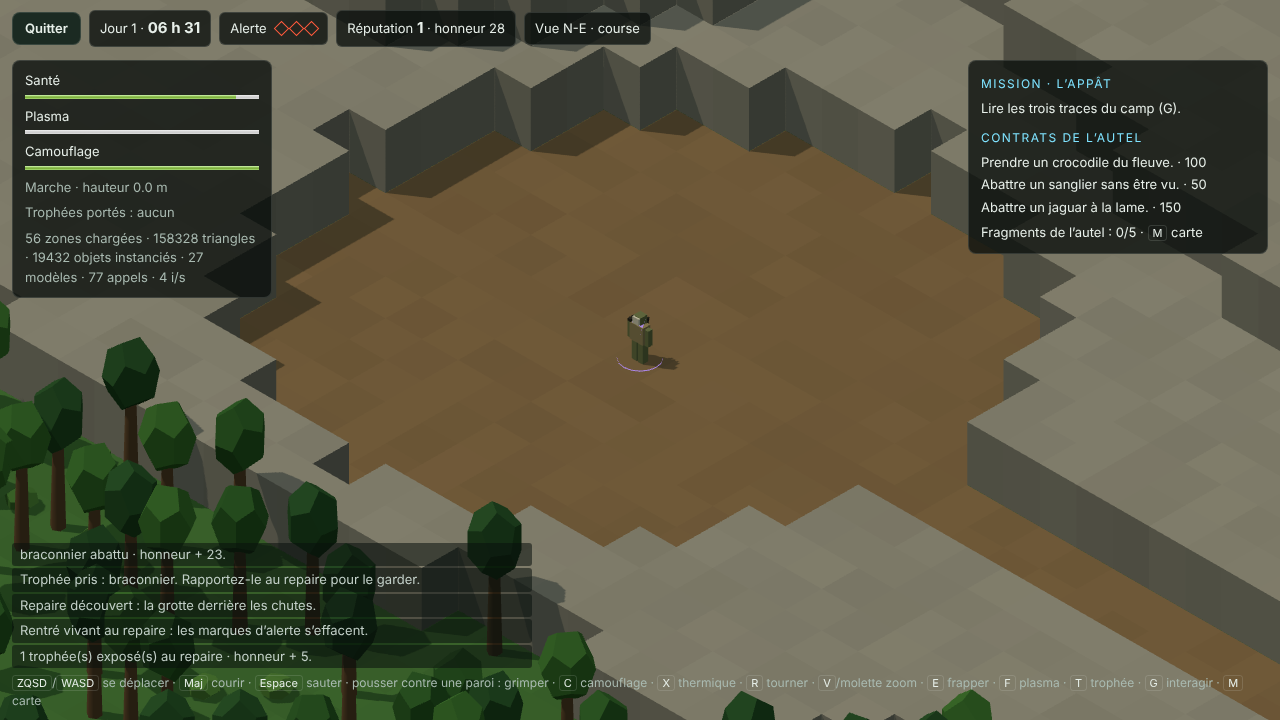 Quitter
Jour 1 · 06 h 31
Alerte
Réputation 1 · honneur 28
Vue N-E · course
Santé
Plasma
Camouflage
Marche · hauteur 0.0 m
Trophées portés : aucun
56 zones chargées · 158328 triangles
· 19432 objets instanciés · 27
modèles · 77 appels · 4 i/s
MISSION · L’APPÂT
Lire les trois traces du camp (G).
CONTRATS DE L’AUTEL
Prendre un crocodile du fleuve. · 100
Abattre un sanglier sans être vu. · 50
Abattre un jaguar à la lame. · 150
Fragments de l’autel : 0/5 · M carte
braconnier abattu · honneur + 23.
Trophée pris : braconnier. Rapportez-le au repaire pour le garder.
Repaire découvert : la grotte derrière les chutes.
Rentré vivant au repaire : les marques d’alerte s’effacent.
1 trophée(s) exposé(s) au repaire · honneur + 5.
ZQSD / WASD se déplacer · Maj courir · Espace sauter · pousser contre une paroi : grimper · C camouflage · X thermique · R tourner · V /molette zoom · E frapper · F plasma · T trophée · G interagir · M
carte